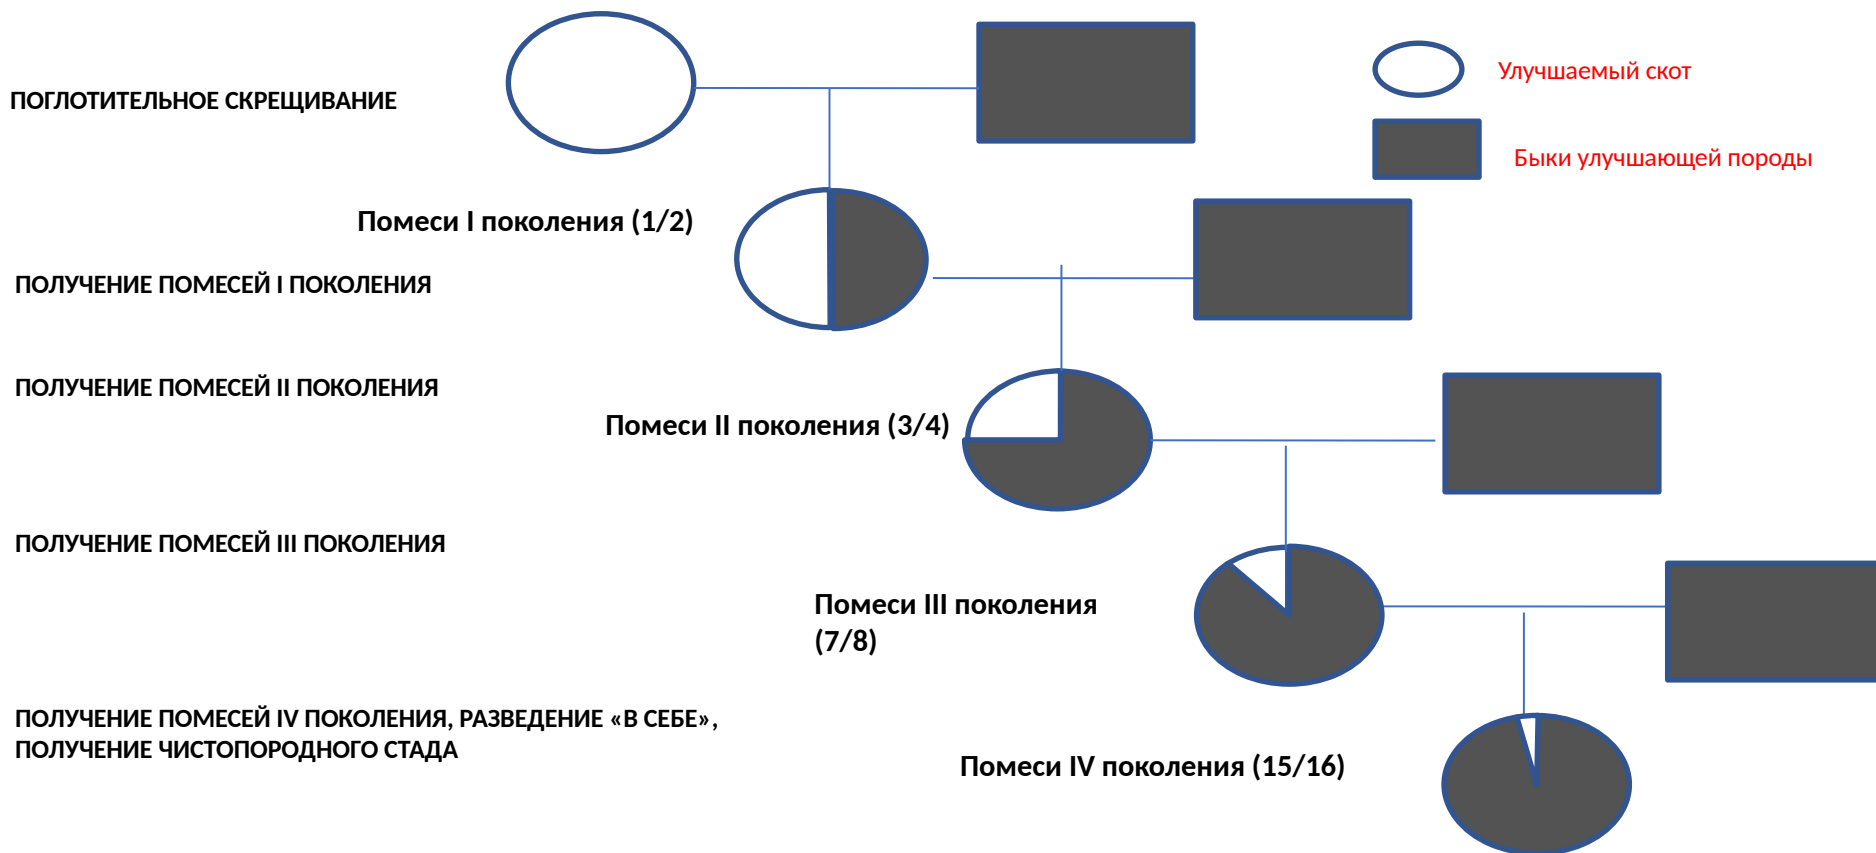 Улучшаемый скот
ПОГЛОТИТЕЛЬНОЕ СКРЕЩИВАНИЕ
Быки улучшающей породы
Помеси I поколения (1/2)
ПОЛУЧЕНИЕ ПОМЕСЕЙ I ПОКОЛЕНИЯ
ПОЛУЧЕНИЕ ПОМЕСЕЙ II ПОКОЛЕНИЯ
Помеси II поколения (3/4)
ПОЛУЧЕНИЕ ПОМЕСЕЙ III ПОКОЛЕНИЯ
Помеси III поколения
(7/8)
ПОЛУЧЕНИЕ ПОМЕСЕЙ IV ПОКОЛЕНИЯ, РАЗВЕДЕНИЕ «В СЕБЕ»,
ПОЛУЧЕНИЕ ЧИСТОПОРОДНОГО СТАДА
Помеси IV поколения (15/16)